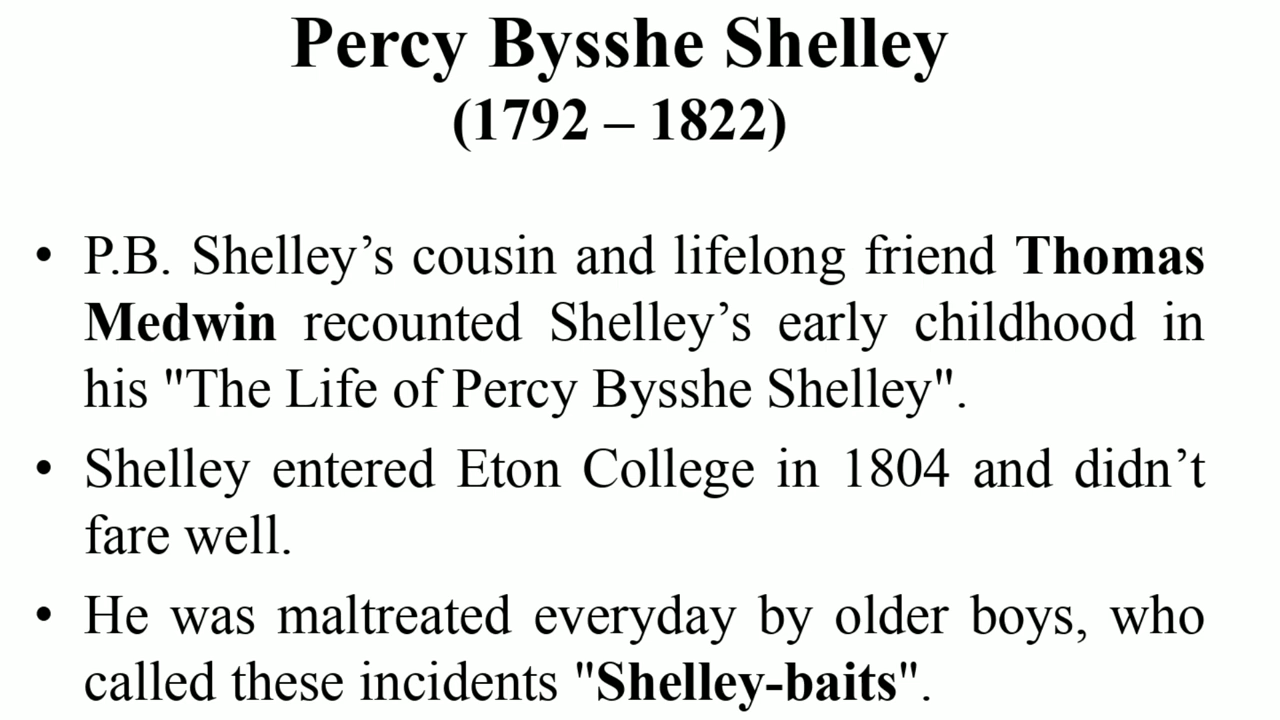 Percy Bysshe Shelley
(1792 – 1822)
• P.B. Shelley’s cousin and lifelong friend Thomas
Medwin recounted Shelley’s early childhood in
his "The Life of Percy Bysshe Shelley".
• Shelley entered Eton College in 1804 and didn’t
fare well.
• He was maltreated everyday by older boys, who
called these incidents "Shelley-baits".